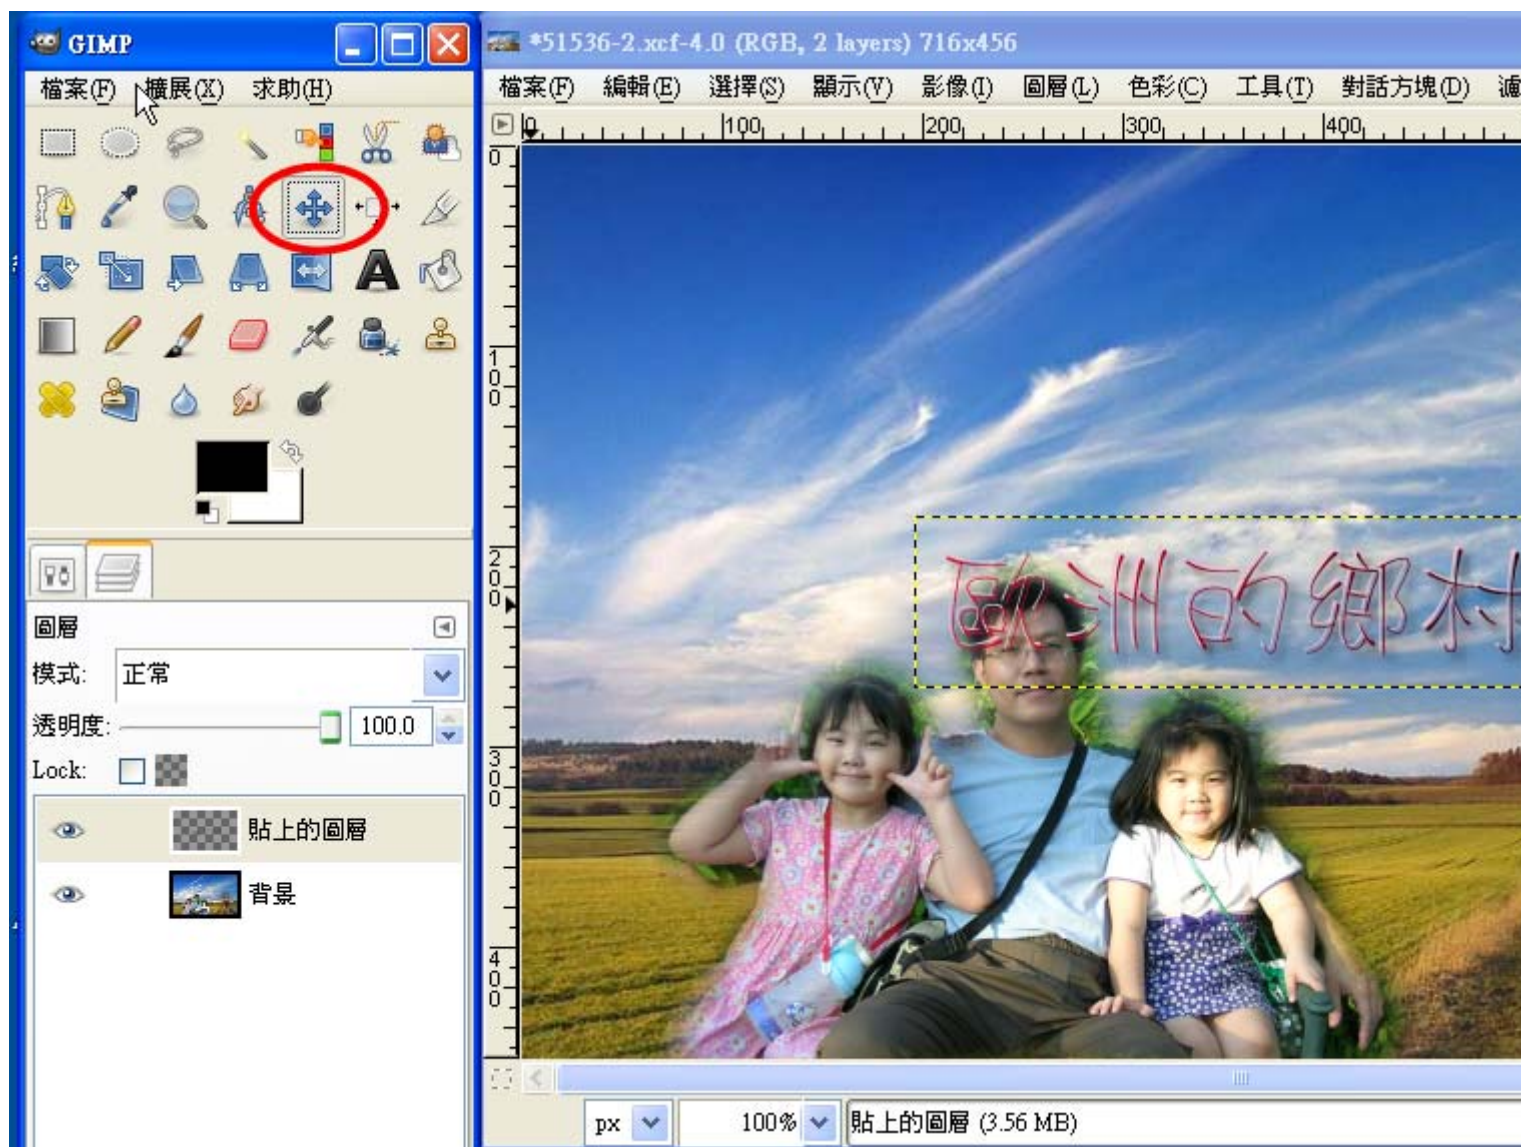 GIMP
檔案(F) 擴展(X) 求助(H)
圖層
模式: 正常
透明度: 100.0
Lock:
貼上的圖層
背景
*51536-2.xcf-4.0 (RGB, 2 layers) 716x456
檔案(F) 編輯(E) 選擇(S) 顯示(V) 影像(I) 圖層(L) 色彩(C) 工具(T) 對話方塊(D) 濾
0 100 200 300 400
0
100
200
300
400
歐洲的鄉村
px 100% 貼上的圖層 (3.56 MB)